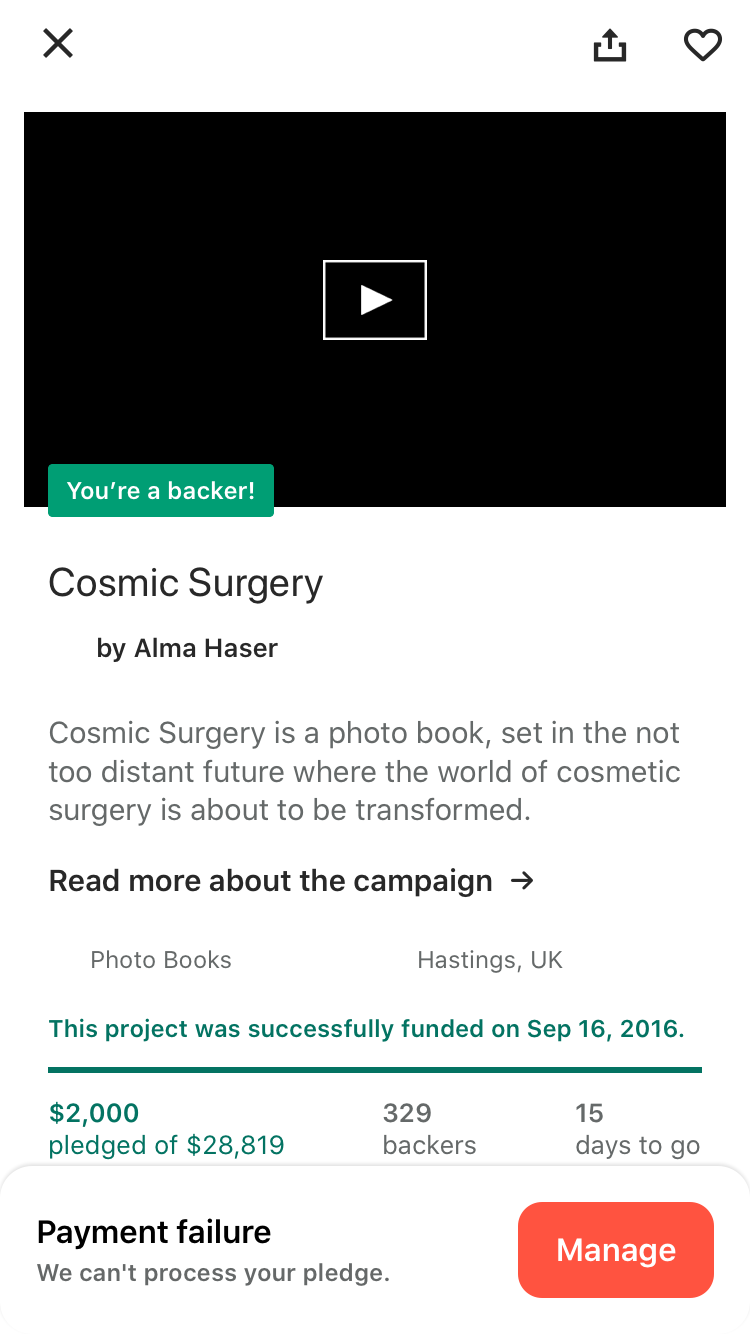 You’re a backer!
Cosmic Surgery
by Alma Haser
Cosmic Surgery is a photo book, set in the not
too distant future where the world of cosmetic
surgery is about to be transformed.
Read more about the campaign →
Photo Books
Hastings, UK
This project was successfully funded on Sep 16, 2016.
$2,000
pledged of $28,819
329
backers
15
days to go
Payment failure
We can't process your pledge.
Manage